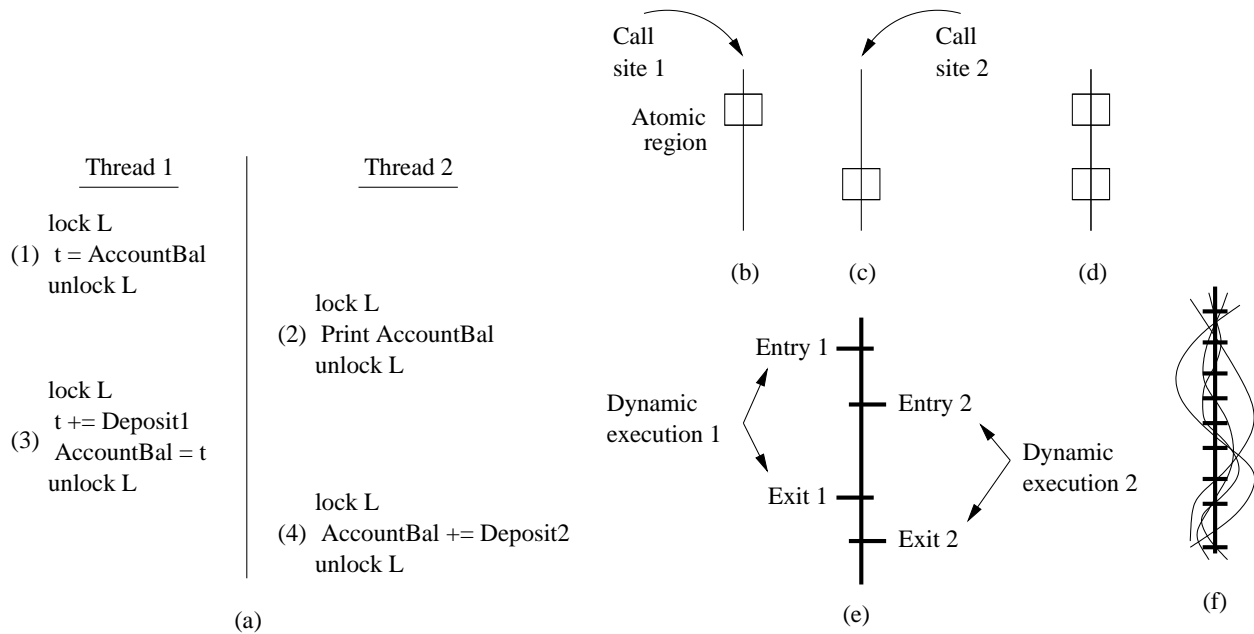 Thread 1
lock L
(1) t = AccountBal
unlock L
lock L
t += Deposit1
(3)
AccountBal = t
unlock L
Thread 2
lock L
(2) Print AccountBal
unlock L
lock L
(4) AccountBal += Deposit2
unlock L
(a)
Call
site 1
Atomic
region
(b)
Call
site 2
(c)
(d)
Entry 1
Entry 2
Dynamic
execution 1
Dynamic
execution 2
Exit 1
Exit 2
(e)
(f)